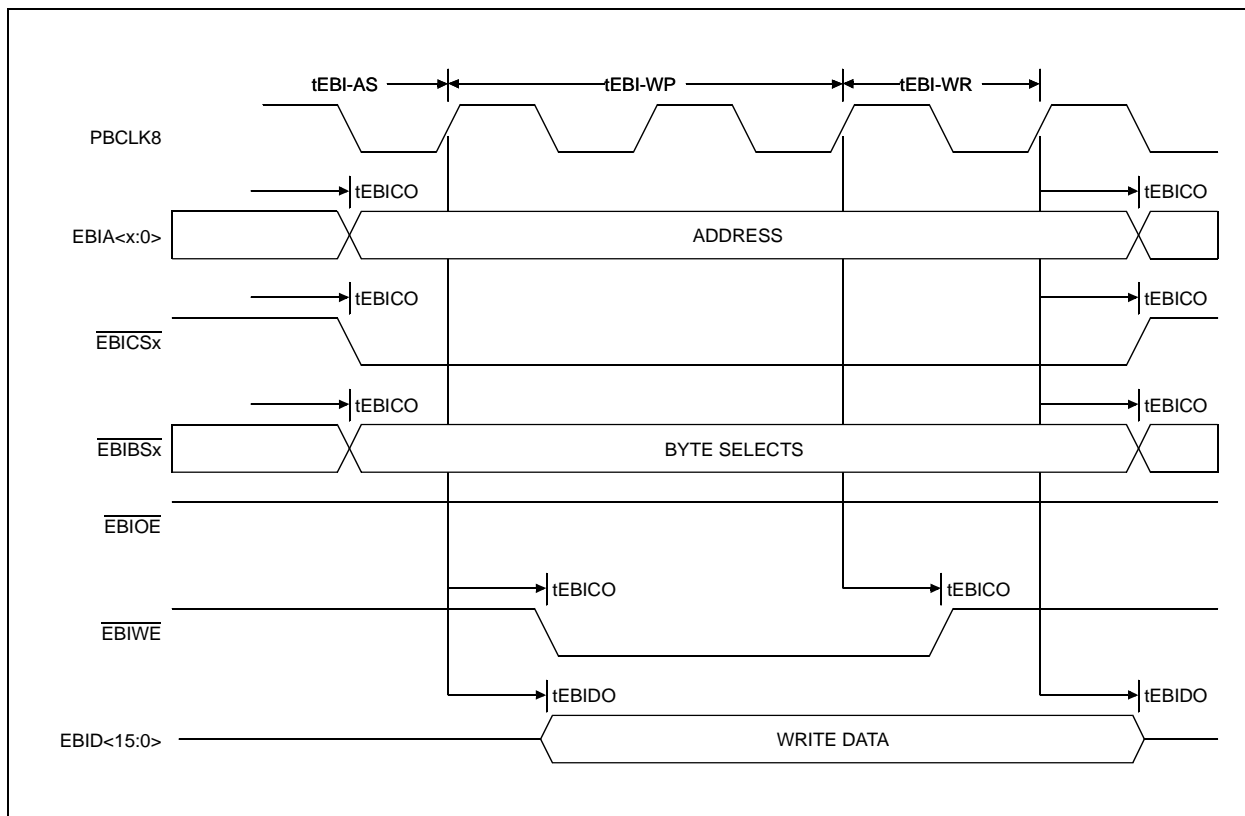 tEBI-AS tEBI-WP tEBI-WR
PBCLK8
tEBICO tEBICO
EBIA<x:0> ADDRESS
tEBICO tEBICO
EBICSx
tEBICO tEBICO
EBIBSx BYTE SELECTS
EBIOE
tEBICO tEBICO
EBIWE
tEBIDO tEBIDO
EBID<15:0> WRITE DATA